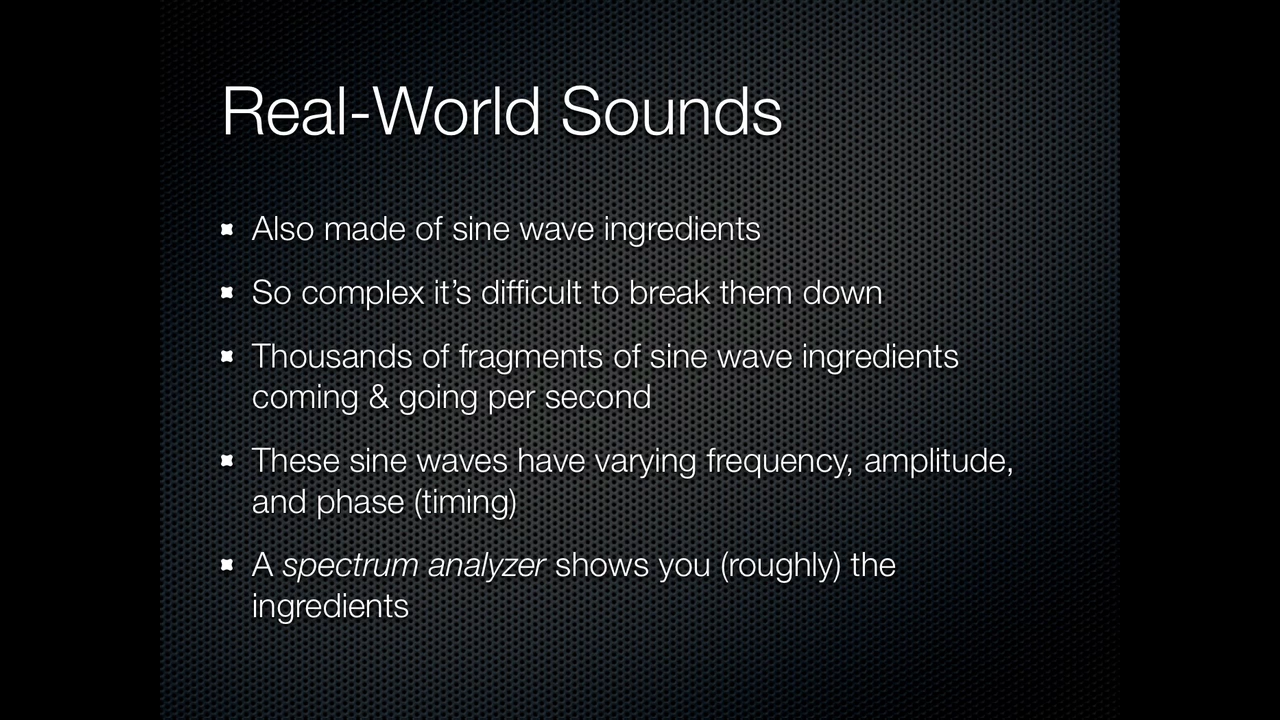 Real-World Sounds
Also made of sine wave ingredients
So complex it’s difficult to break them down
Thousands of fragments of sine wave ingredients
coming & going per second
These sine waves have varying frequency, amplitude,
and phase (timing)
A spectrum analyzer shows you (roughly) the
ingredients